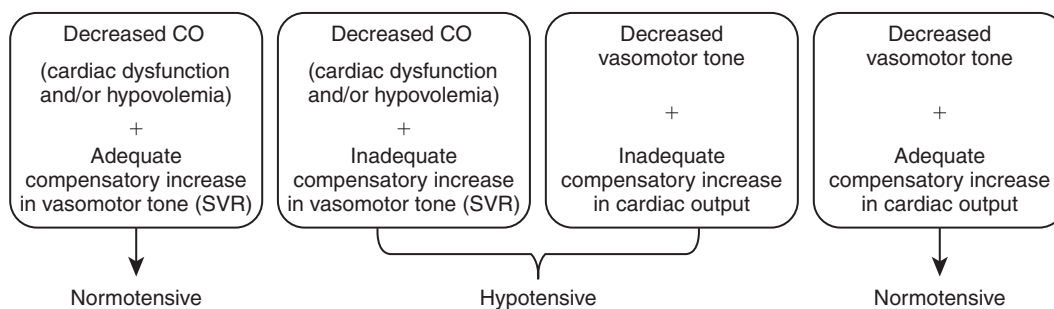 Decreased CO
(cardiac dysfunction
and/or hypovolemia)
+
Adequate
compensatory increase
in vasomotor tone (SVR)
Normotensive
Decreased CO
(cardiac dysfunction
and/or hypovolemia)
+
Inadequate
compensatory increase
in vasomotor tone (SVR)
Decreased
vasomotor tone
+
Inadequate
compensatory increase
in cardiac output
Hypotensive
Decreased
vasomotor tone
+
Adequate
compensatory increase
in cardiac output
Normotensive